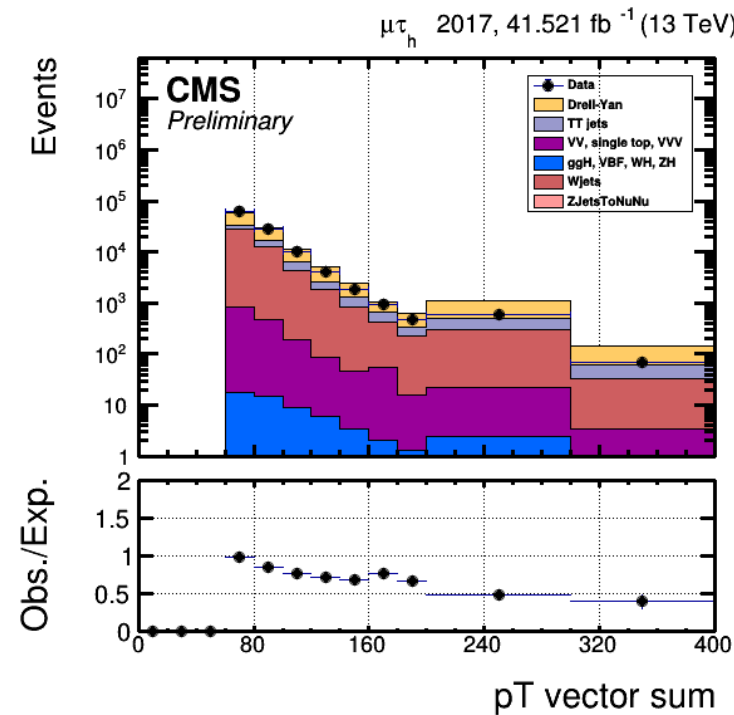 μτh 2017, 41.521 fb -1 (13 TeV)
Events
10^7
10^6
10^5
10^4
10^3
10^2
10
1
CMS
Preliminary
Data
Drell-Yan
TT jets
VV, single top, VVV
ggH, VBF, WH, ZH
Wjets
ZJetsToNuNu
Obs./Exp.
2
1.5
1
0.5
0
0 80 160 240 320 400
pT vector sum